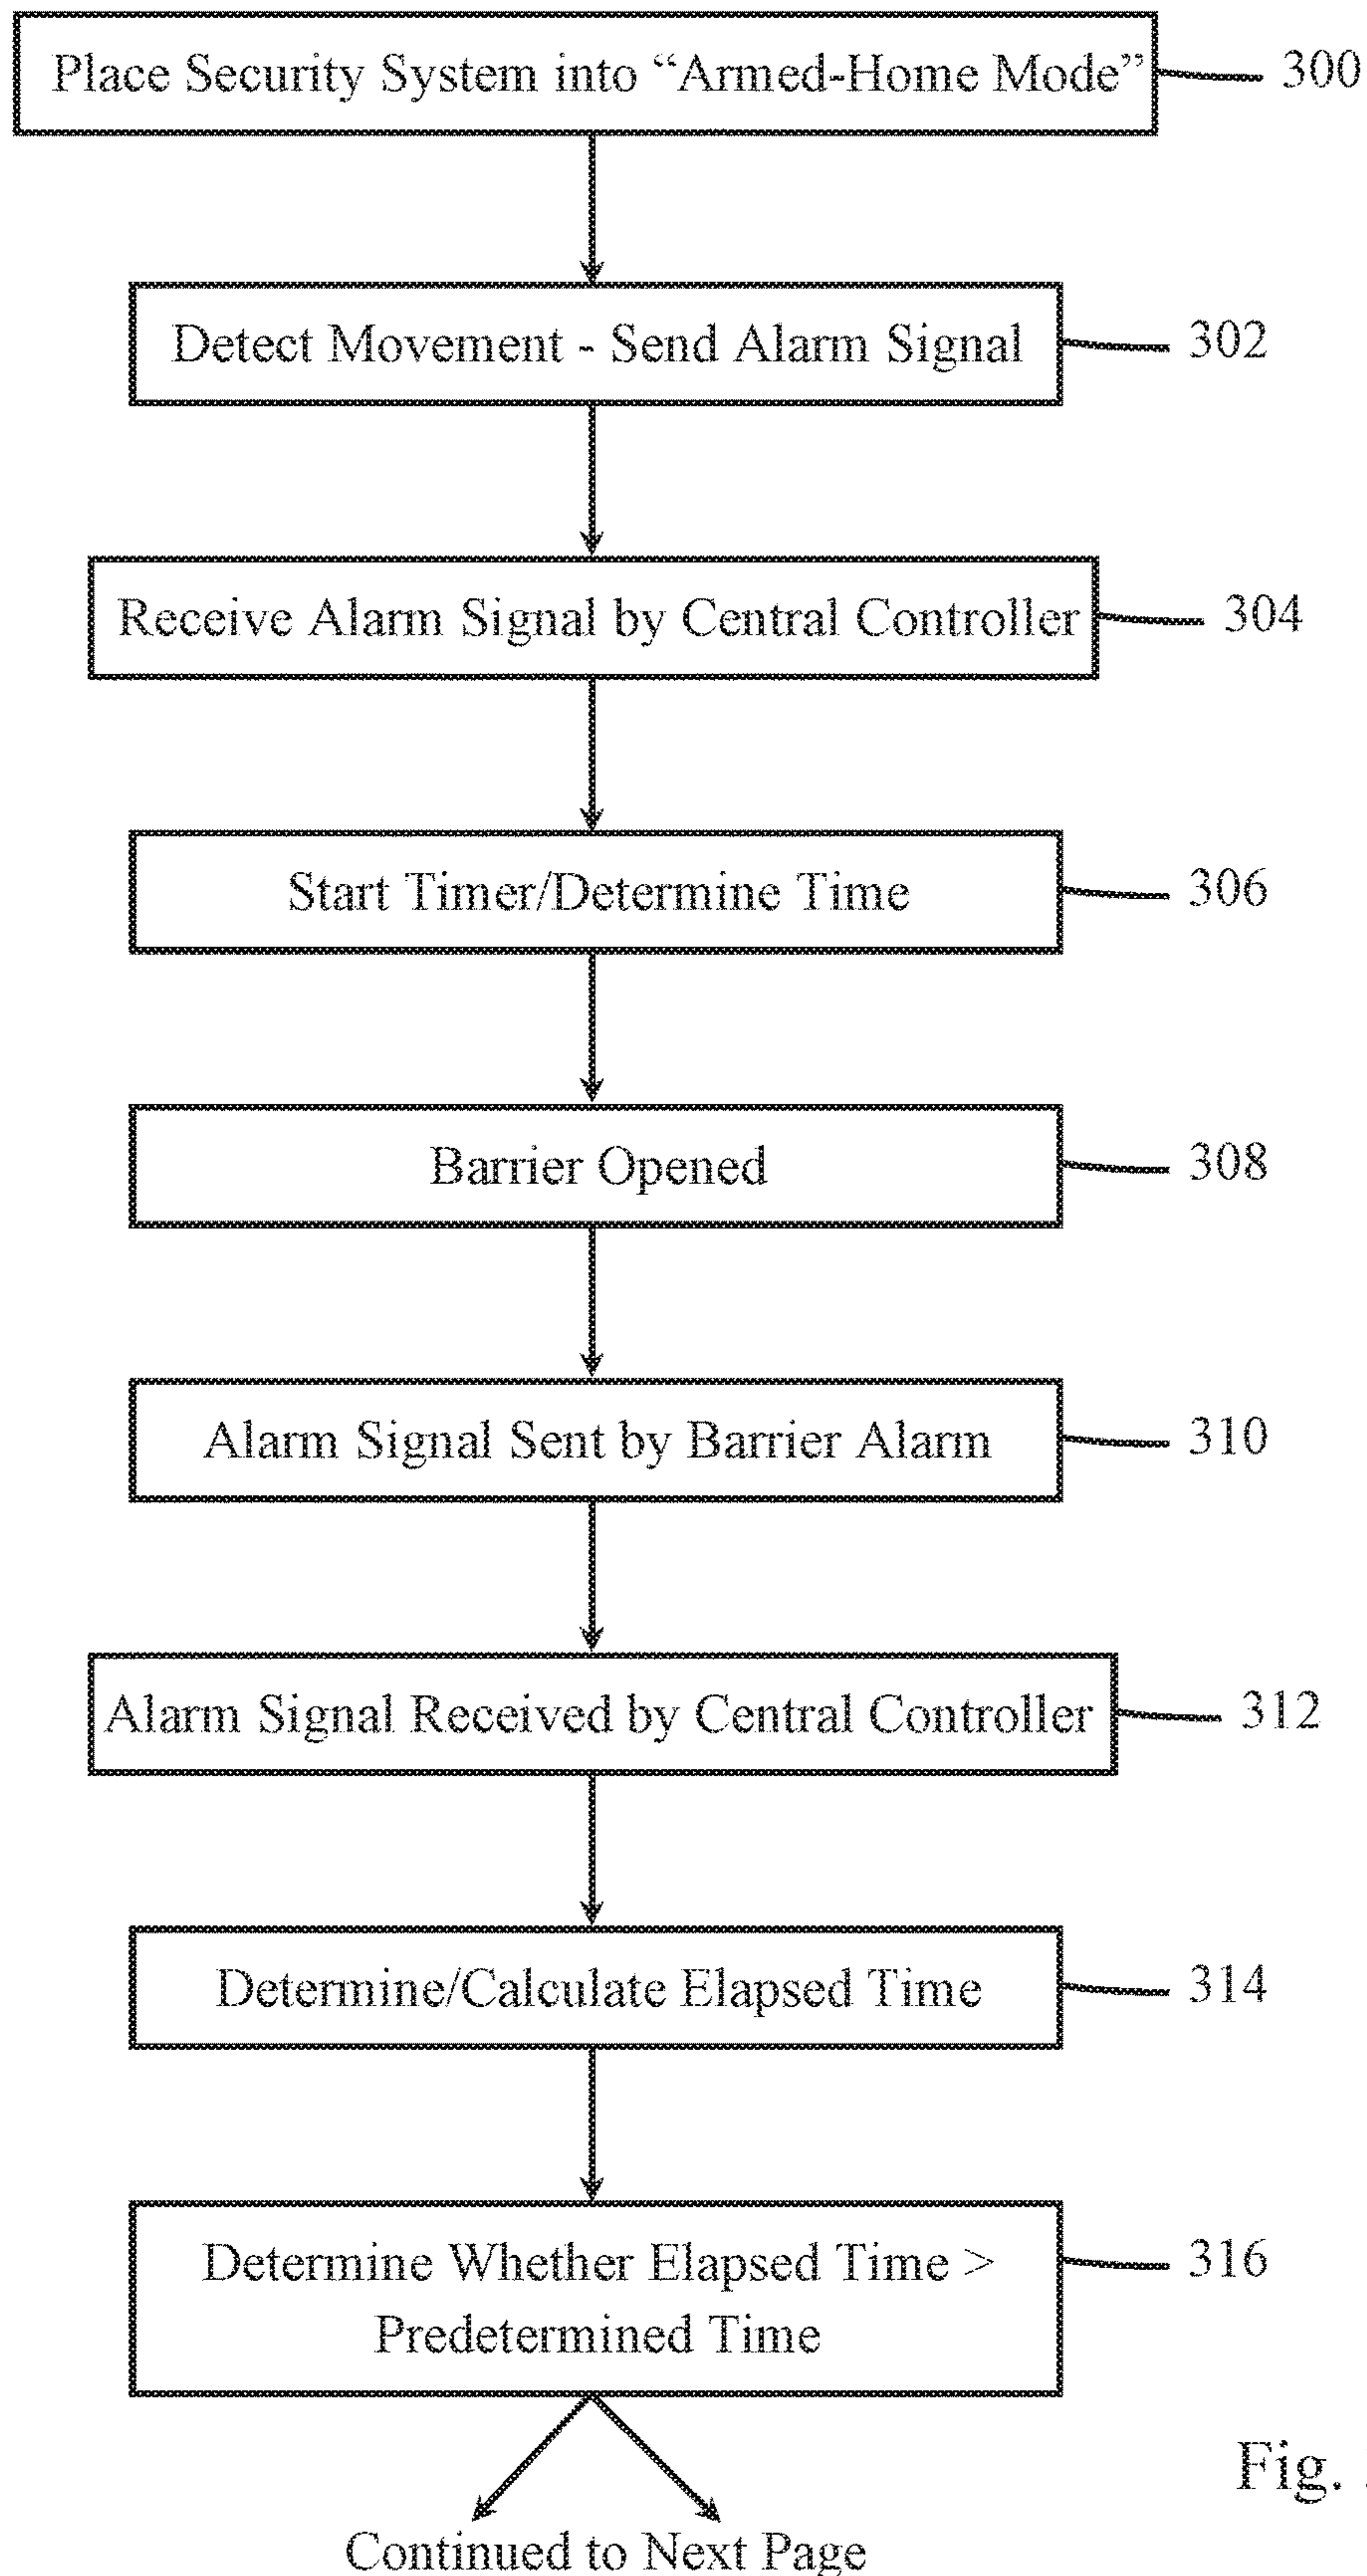 Place Security System into “Armed-Home Mode” 300
Detect Movement - Send Alarm Signal 302
Receive Alarm Signal by Central Controller 304
Start Timer/Determine Time 306
Barrier Opened 308
Alarm Signal Sent by Barrier Alarm 310
Alarm Signal Received by Central Controller 312
Determine/Calculate Elapsed Time 314
Determine Whether Elapsed Time > 316
Predetermined Time
Fig.
Continued to Next Page